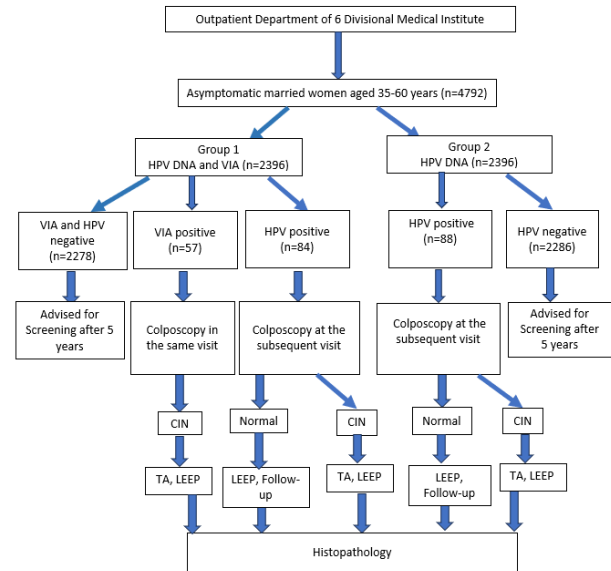 Outpatient Department of 6 Divisional Medical Institute
Asymptomatic married women aged 35-60 years (n=4792)
Group 1
HPV DNA and VIA (n=2396)
Group 2
HPV DNA (n=2396)
VIA and HPV
negative
(n=2278)
VIA positive
(n=57)
HPV positive
(n=84)
HPV positive
(n=88)
HPV negative
(n=2286)
Advised for
Screening after 5
years
Colposcopy in
the same visit
Colposcopy at the
subsequent visit
Colposcopy at the
subsequent visit
Advised for
Screening after
5 years
CIN
Normal
CIN
Normal
CIN
TA, LEEP
LEEP, Follow-
up
TA, LEEP
LEEP,
Follow-up
TA, LEEP
Histopathology